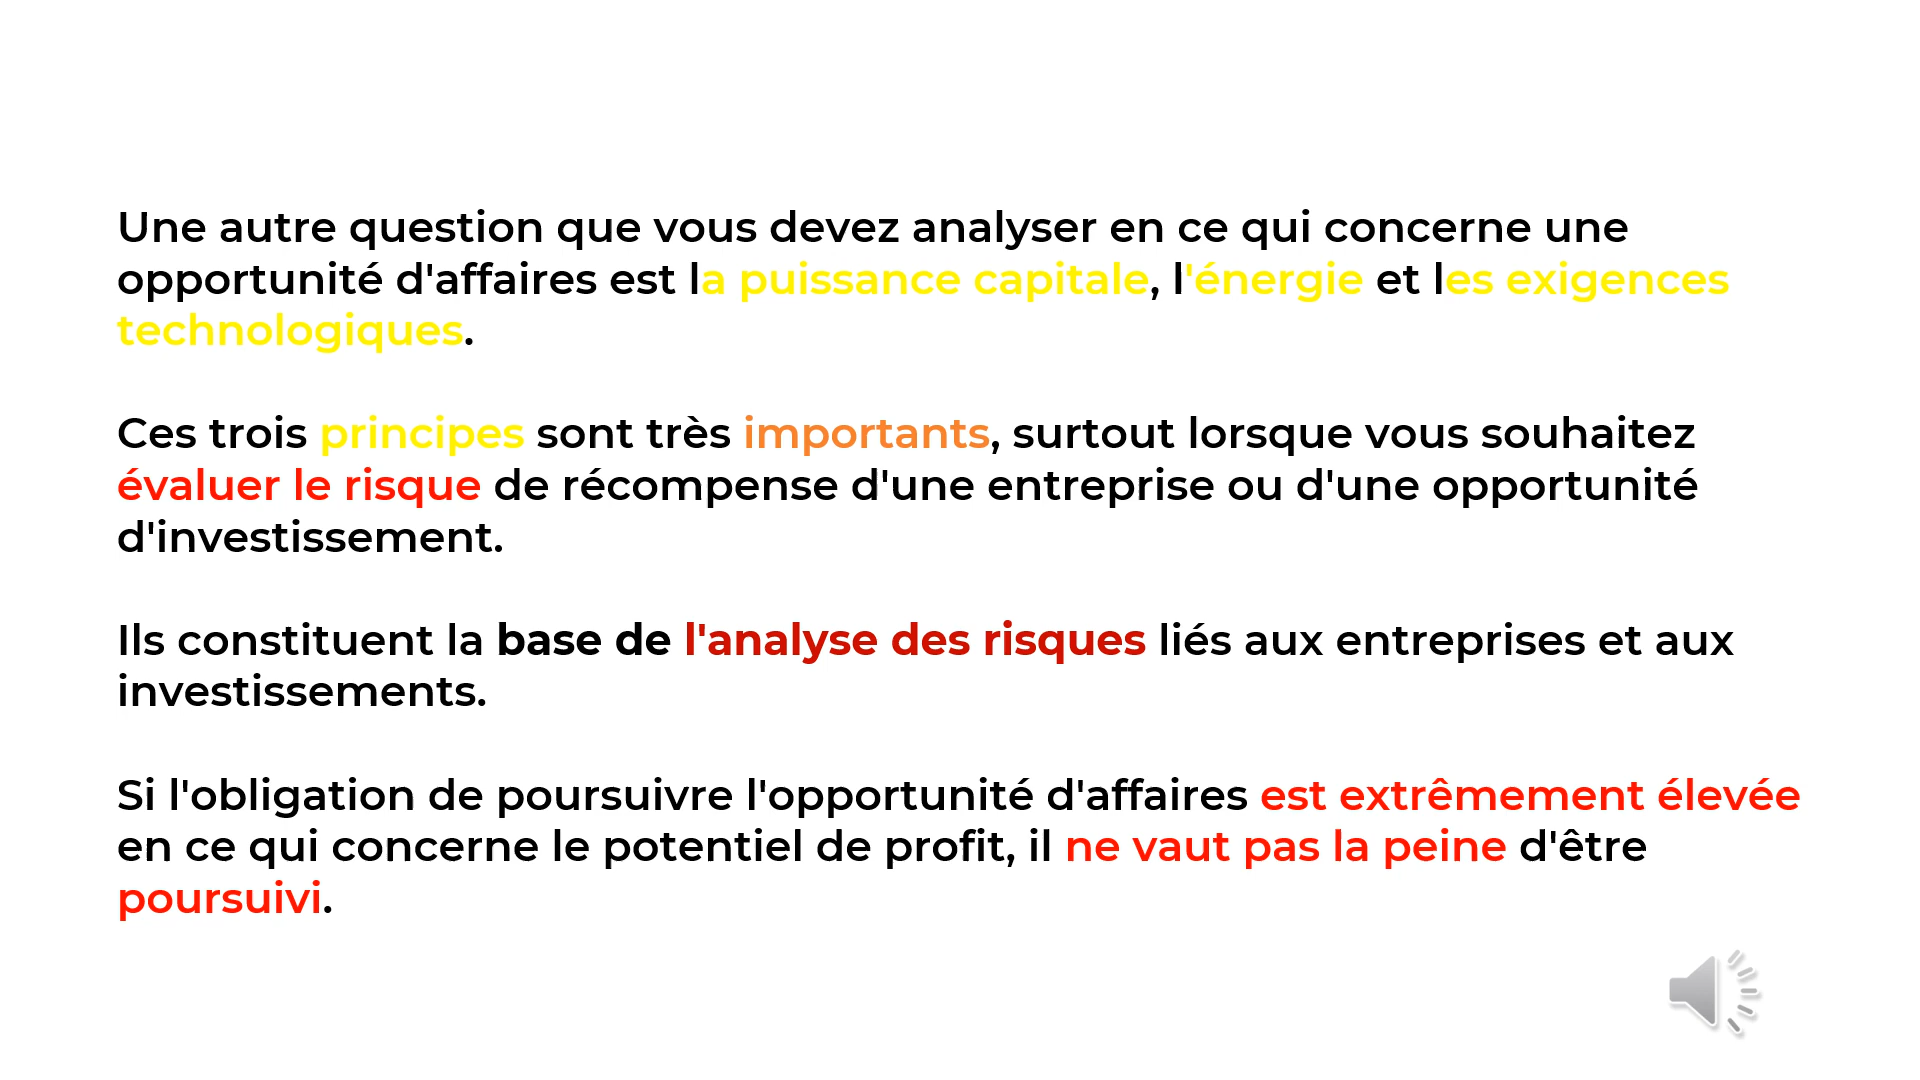 Une autre question que vous devez analyser en ce qui concerne une
opportunité d'affaires est la puissance capitale, l'énergie et les exigences
technologiques.
Ces trois principes sont très importants, surtout lorsque vous souhaitez
évaluer le risque de récompense d'une entreprise ou d'une opportunité
d'investissement.
Ils constituent la base de l'analyse des risques liés aux entreprises et aux
investissements.
Si l'obligation de poursuivre l'opportunité d'affaires est extrêmement élevée
en ce qui concerne le potentiel de profit, il ne vaut pas la peine d'être
poursuivi.